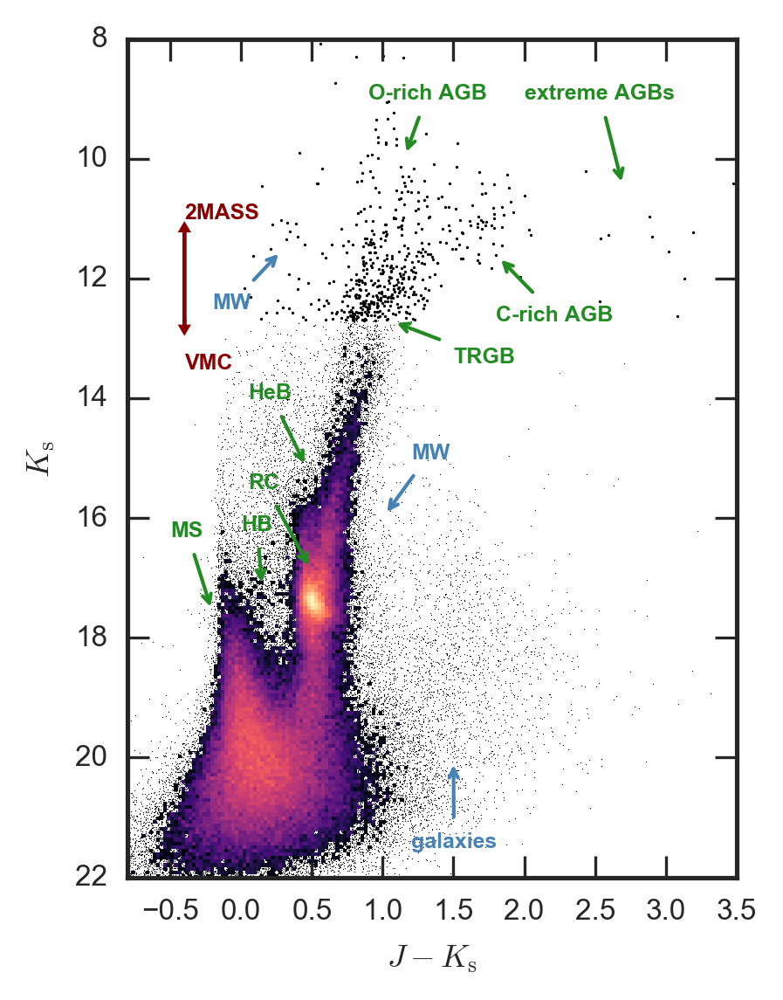 8
O-rich AGB
extreme AGBs
10
2MASS
12
MW
C-rich AGB
TRGB
VMC
HeB
14
MW
RC
Ks
16
HB
MS
18
20
galaxies
22
−0.5 0.0 0.5 1.0 1.5 2.0 2.5 3.0 3.5
J − Ks